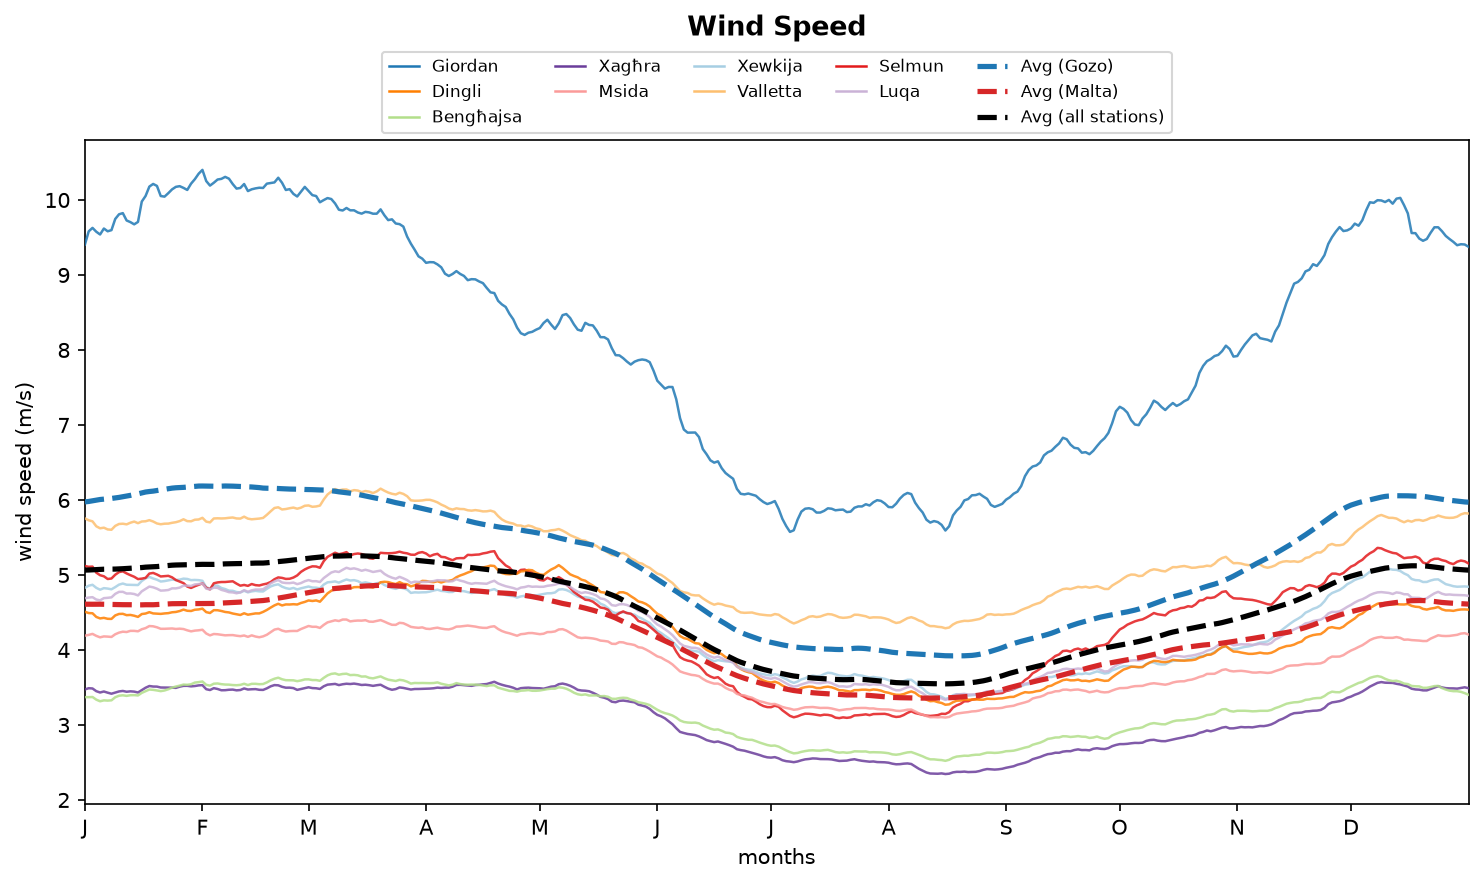 Wind Speed
Giordan Xagħra Xewkija Selmun Avg (Gozo)
Dingli Msida Valletta Luqa Avg (Malta)
Bengħajsa Avg (all stations)
10
9
8
7
6
5
4
3
2
wind speed (m/s)
J F M A M J J A S O N D
months